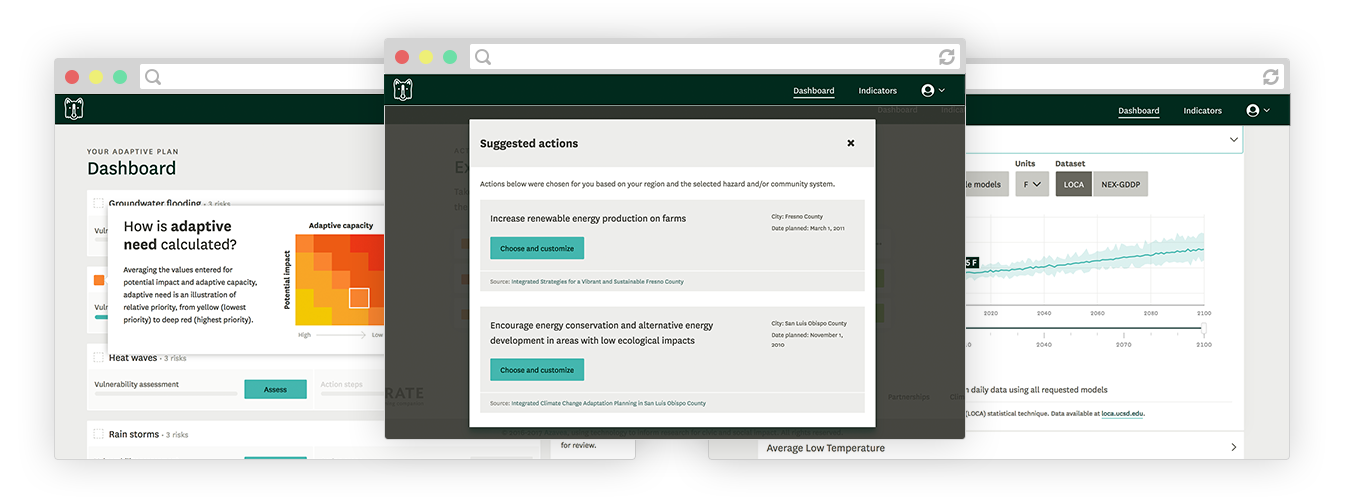 YOUR ADAPTIVE PLAN
Dashboard
Groundwater flooding • 3 risks
How is adaptive
need calculated?
Averaging the values entered for
potential impact and adaptive capacity,
adaptive need is an illustration of
relative priority, from yellow (lowest
priority) to deep red (highest priority).
Adaptive capacity
Potential impact
High
Low
Heat waves • 3 risks
Vulnerability assessment
Assess
Action steps
Rain storms • 3 risks
for review.
Dashboard
Indicators
Suggested actions
Actions below were chosen for you based on your region and the selected hazard and/or community system.
Increase renewable energy production on farms
City: Fresno County
Date planned: March 1, 2011
Choose and customize
Source: Integrated Strategies for a Vibrant and Sustainable Fresno County
Encourage energy conservation and alternative energy
development in areas with low ecological impacts
City: San Luis Obispo County
Date planned: November 1,
2010
Choose and customize
Source: Integrated Climate Change Adaptation Planning in San Luis Obispo County
Partnerships
Dashboard
Indicators
Units
Dataset
models
F
LOCA
NEX-GDDP
5 F
2020
2040
2060
2080
2100
2040
2070
2100
daily data using all requested models
(LOCA) statistical technique. Data available at loca.ucsd.edu.
Average Low Temperature